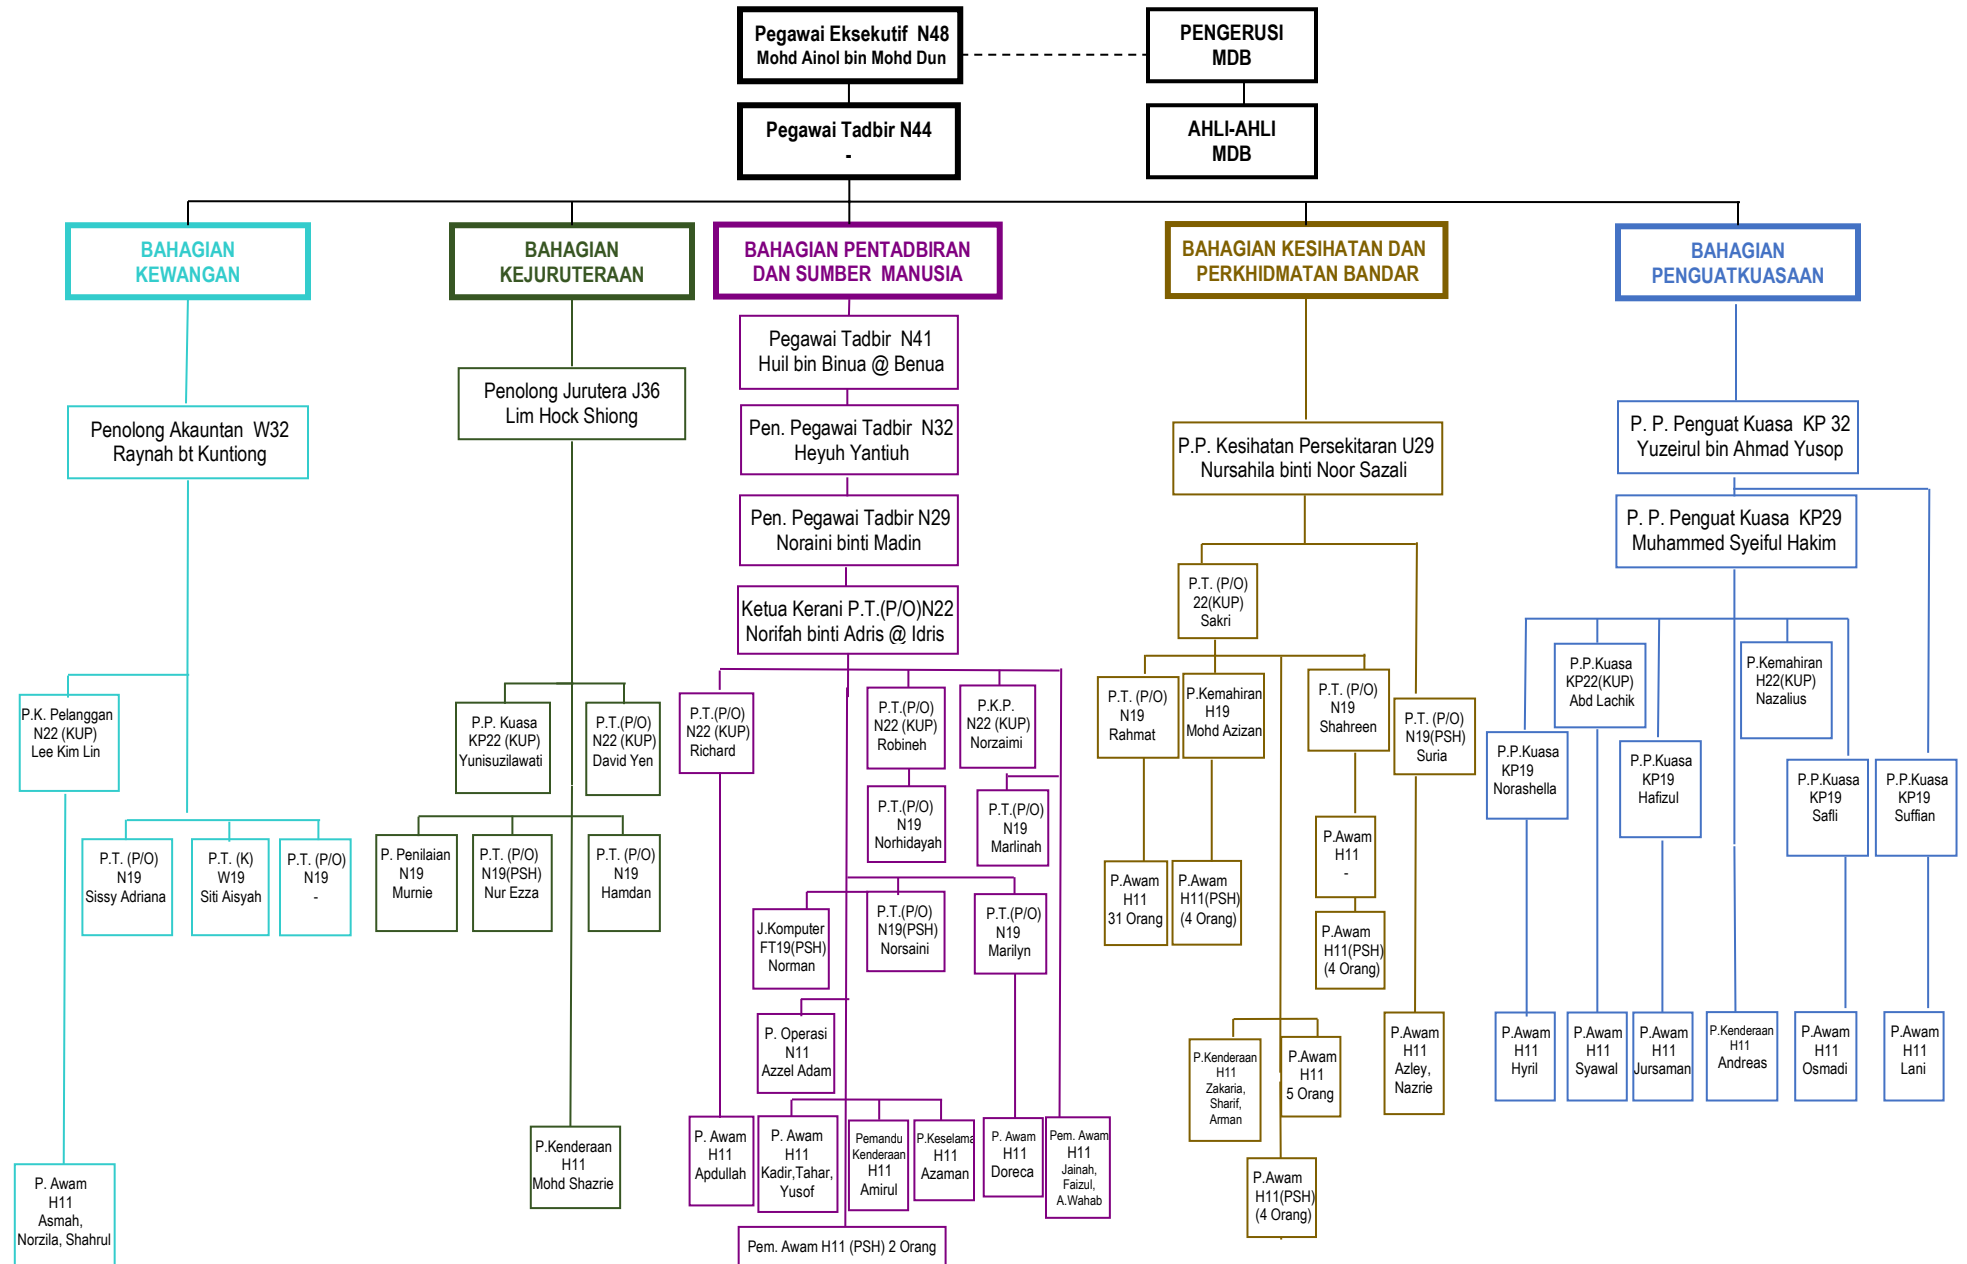 Pegawai Eksekutif N48
Mohd Ainol bin Mohd Dun
PENGERUSI
MDB
Pegawai Tadbir N44
-
AHLI-AHLI
MDB
BAHAGIAN
KEWANGAN
Penolong Akauntan W32
Raynah bt Kuntiong
P.K. Pelanggan
N22 (KUP)
Lee Kim Lin
P.T. (P/O)
N19
Sissy Adriana
P.T. (K)
W19
Siti Aisyah
P.T. (P/O)
N19
-
P. Awam
H11
Asmah,
Norzila, Shahrul
BAHAGIAN
KEJURUTERAAN
Penolong Jurutera J36
Lim Hock Shiong
P.P. Kuasa
KP22 (KUP)
Yunisuzilawati
P.T.(P/O)
N22 (KUP)
David Yen
P. Penilaian
N19
Murnie
P.T. (P/O)
N19(PSH)
Nur Ezza
P.T. (P/O)
N19
Hamdan
P.Kenderaan
H11
Mohd Shazrie
BAHAGIAN PENTADBIRAN
DAN SUMBER MANUSIA
Pegawai Tadbir N41
Huil bin Binua @ Benua
Pen. Pegawai Tadbir N32
Heyuh Yantiuh
Pen. Pegawai Tadbir N29
Noraini binti Madin
Ketua Kerani P.T.(P/O)N22
Norifah binti Adris @ Idris
P.T.(P/O)
N22 (KUP)
Richard
P.T.(P/O)
N22 (KUP)
Robineh
P.K.P.
N22 (KUP)
Norzaimi
P.T.(P/O)
N19
Norhidayah
P.T.(P/O)
N19
Marlinah
J.Komputer
FT19(PSH)
Norman
P.T.(P/O)
N19(PSH)
Norsaini
P.T.(P/O)
N19
Marilyn
P. Operasi
N11
Azzel Adam
P. Awam
H11
Apdullah
P. Awam
H11
Kadir,Tahar,
Yusof
Pemandu
Kenderaan
H11
Amirul
P.Keselama
H11
Azaman
P. Awam
H11
Doreca
Pem. Awam
H11
Jainah,
Faizul,
A.Wahab
Pem. Awam H11 (PSH) 2 Orang
BAHAGIAN KESIHATAN DAN
PERKHIDMATAN BANDAR
P.P. Kesihatan Persekitaran U29
Nursahila binti Noor Sazali
P.T. (P/O)
22(KUP)
Sakri
P.T. (P/O)
N19
Rahmat
P.Kemahiran
H19
Mohd Azizan
P.T. (P/O)
N19
Shahreen
P.T. (P/O)
N19(PSH)
Suria
P.Awam
H11
31 Orang
P.Awam
H11(PSH)
(4 Orang)
P.Awam
H11
-
P.Awam
H11(PSH)
(4 Orang)
P.Kenderaan
H11
Zakaria,
Sharif,
Arman
P.Awam
H11
5 Orang
P.Awam
H11
Azley,
Nazrie
P.Awam
H11(PSH)
(4 Orang)
BAHAGIAN
PENGUATKUASAAN
P. P. Penguat Kuasa KP 32
Yuzeirul bin Ahmad Yusop
P. P. Penguat Kuasa KP29
Muhammed Syeiful Hakim
P.P.Kuasa
KP22(KUP)
Abd Lachik
P.Kemahiran
H22(KUP)
Nazalius
P.P.Kuasa
KP19
Norashella
P.P.Kuasa
KP19
Hafizul
P.P.Kuasa
KP19
Safli
P.P.Kuasa
KP19
Suffian
P.Awam
H11
Hyril
P.Awam
H11
Syawal
P.Awam
H11
Jursaman
P.Kenderaan
H11
Andreas
P.Awam
H11
Osmadi
P.Awam
H11
Lani